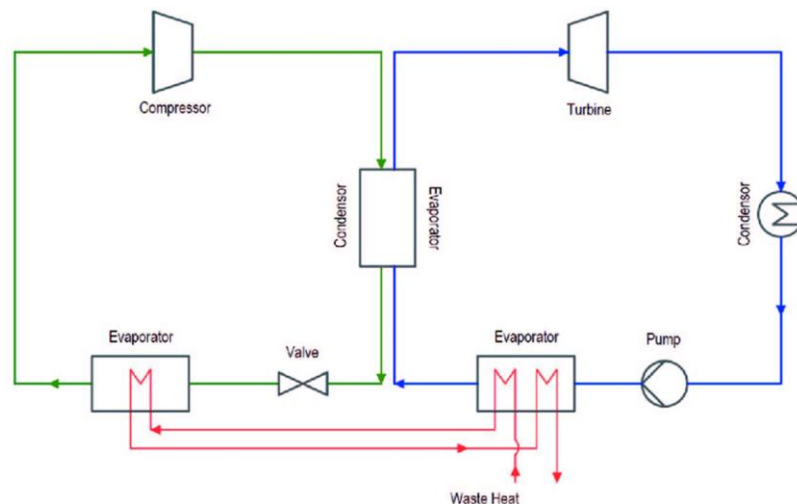 Compressor
Turbine
Condensor
Evaporator
Condensor
Evaporator
Valve
Evaporator
Pump
Waste Heat